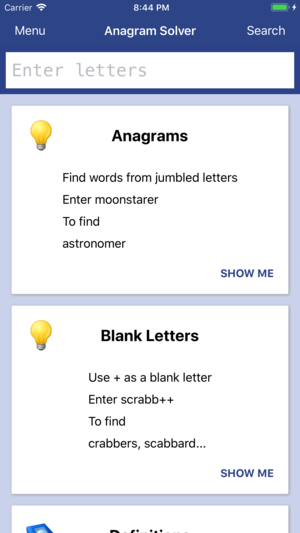 Carrier 8:44 PM
Menu Anagram Solver Search
Enter letters
Anagrams
Find words from jumbled letters
Enter moonstarer
To find
astronomer
SHOW ME
Blank Letters
Use + as a blank letter
Enter scrabb++
To find
crabbers, scabbard...
SHOW ME
Definitions